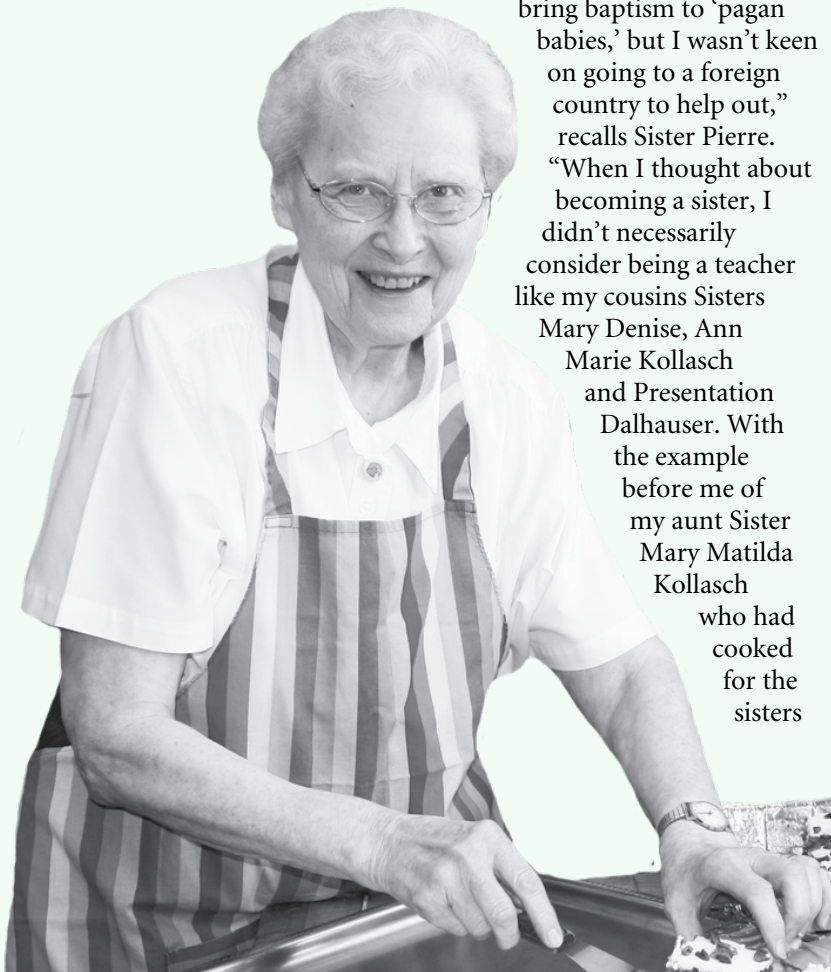 bring baptism to ‘pagan
babies,’ but I wasn’t keen
on going to a foreign
country to help out,”
recalls Sister Pierre.
“When I thought about
becoming a sister, I
didn’t necessarily
consider being a teacher
like my cousins Sisters
Mary Denise, Ann
Marie Kollasch
and Presentation
Dalhauser. With
the example
before me of
my aunt Sister
Mary Matilda
Kollasch
who had
cooked
for the
sisters